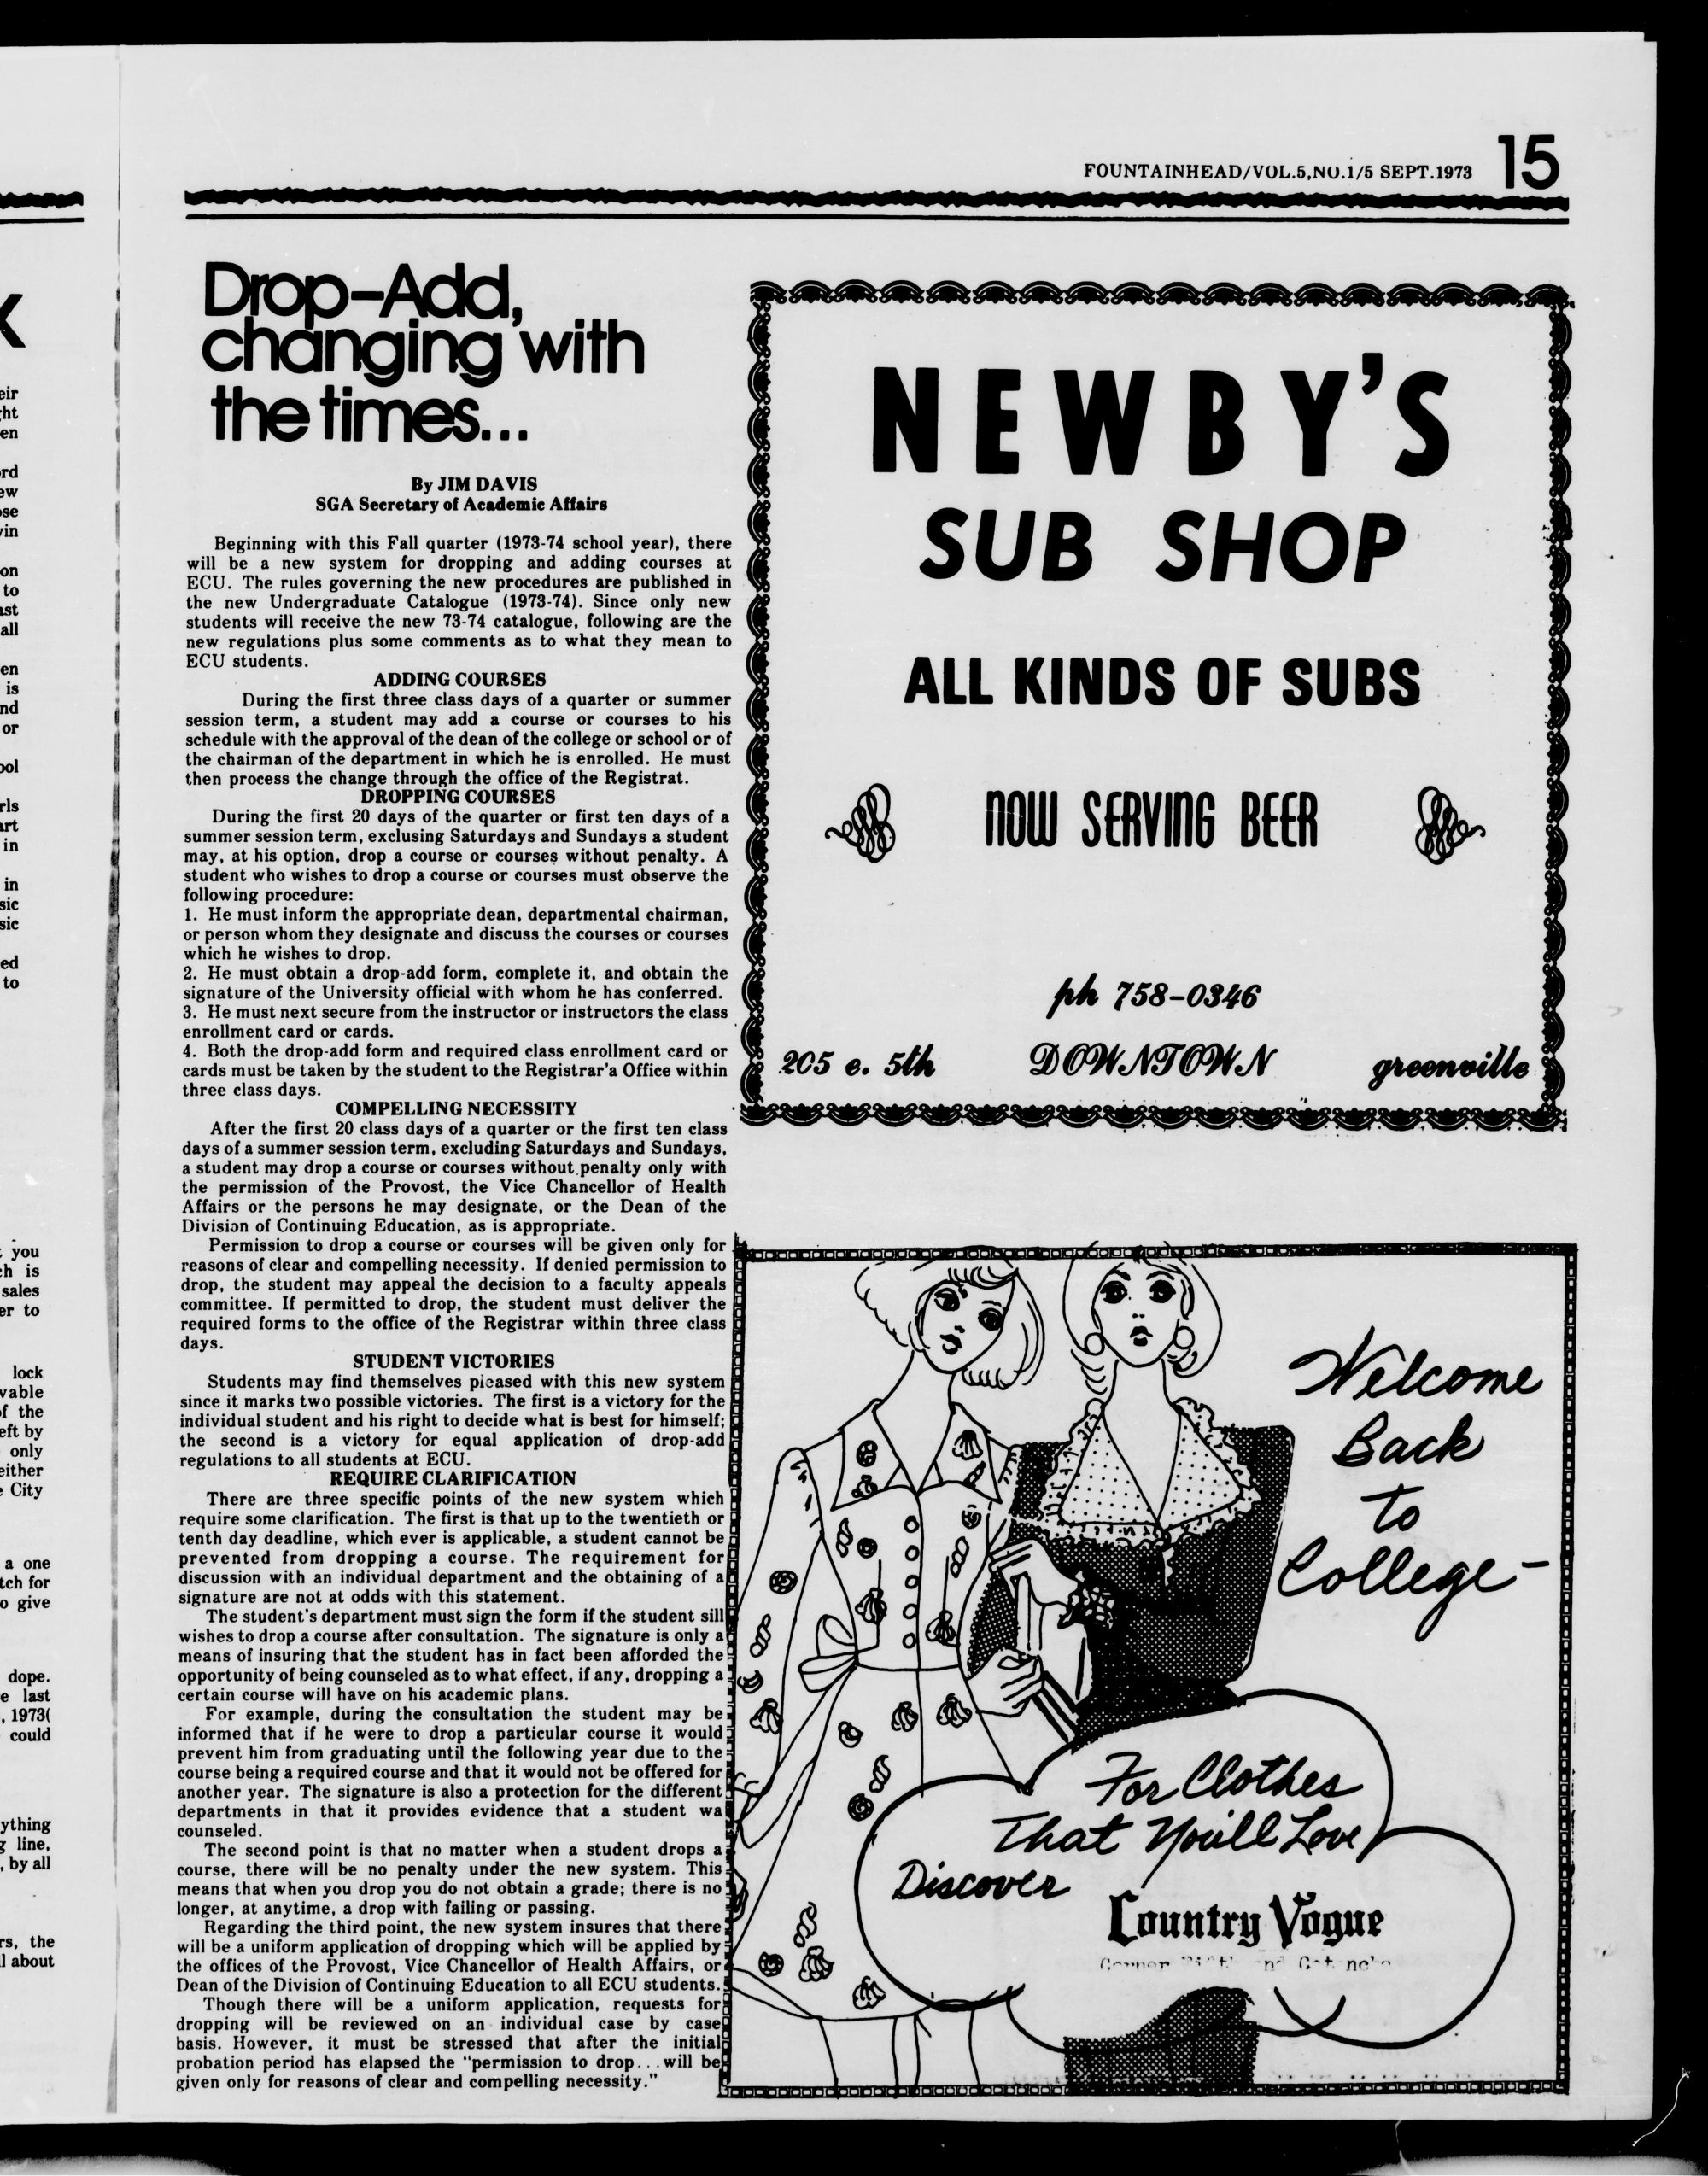 FOUNTAINHEAD/VOL.5,NO.1/5 SEPT.1973 15
Drop-Add,
changing with
the times...
By JIM DAVIS
SGA Secretary of Academic Affairs
Beginning with this Fall quarter (1973-74 school year), there
will be a new system for dropping and adding courses at
ECU. The rules governing the new procedures are published in
the new Undergraduate Catalogue (1973-74). Since only new
students will receive the new 73-74 catalogue, following are the
new regulations plus some comments as to what they mean to
ECU students.
ADDING COURSES
During the first three class days of a quarter or summer
session term, a student may add a course or courses to his
schedule with the approval of the dean of the college or school or of
the chairman of the department in which he is enrolled. He must
then process the change through the office of the Registrat.
DROPPING COURSES
During the first 20 days of the quarter or first ten days of a
summer session term, exclusing Saturdays and Sundays a student
may, at his option, drop a course or courses without penalty. A
student who wishes to drop a course or courses must observe the
following procedure:
1. He must inform the appropriate dean, departmental chairman,
or person whom they designate and discuss the courses or courses
which he wishes to drop.
2. He must obtain a drop-add form, complete it, and obtain the
signature of the University official with whom he has conferred.
3. He must next secure from the instructor or instructors the class
enrollment card or cards.
4. Both the drop-add form and required class enrollment card or
cards must be taken by the student to the Registrar'a Office within
three class days.
COMPELLING NECESSITY
After the first 20 class days of a quarter or the first ten class
days of a summer session term, excluding Saturdays and Sundays,
a student may drop a course or courses without penalty only with
the permission of the Provost, the Vice Chancellor of Health
Affairs or the persons he may designate, or the Dean of the
Division of Continuing Education, as is appropriate.
Permission to drop a course or courses will be given only for
reasons of clear and compelling necessity. If denied permission to
drop, the student may appeal the decision to a faculty appeals
committee. If permitted to drop, the student must deliver the
required forms to the office of the Registrar within three class
days.
STUDENT VICTORIES
Students may find themselves pleased with this new system
since it marks two possible victories. The first is a victory for the
individual student and his right to decide what is best for himself;
the second is a victory for equal application of drop-add
regulations to all students at ECU.
REQUIRE CLARIFICATION
There are three specific points of the new system which
require some clarification. The first is that up to the twentieth or
tenth day deadline, which ever is applicable, a student cannot be
prevented from dropping a course. The requirement for
discussion with an individual department and the obtaining of a
signature are not at odds with this statement.
The student's department must sign the form if the student sill
wishes to drop a course after consultation. The signature is only a
means of insuring that the student has in fact been afforded the
opportunity of being counseled as to what effect, if any, dropping a
certain course will have on his academic plans.
For example, during the consultation the student may be
informed that if he were to drop a particular course it would
prevent him from graduating until the following year due to the
course being a required course and that it would not be offered for
another year. The signature is also a protection for the different
departments in that it provides evidence that a student wa
counseled.
The second point is that no matter when a student drops a
course, there will be no penalty under the new system. This
means that when you drop you do not obtain a grade; there is no
longer, at anytime, a drop with failing or passing.
Regarding the third point, the new system insures that there
will be a uniform application of dropping which will be applied by
the offices of the Provost, Vice Chancellor of Health Affairs, or
Dean of the Division of Continuing Education to all ECU students.
Though there will be a uniform application, requests for
dropping will be reviewed on an individual case by case
basis. However, it must be stressed that after the initial
probation period has elapsed the "permission to drop...will be
given only for reasons of clear and compelling necessity."
NEWBY'S
SUB SHOP
ALL KINDS OF SUBS
NOW SERVING BEER
ph 758-0346
205 e. 5th DOWNTOWN greenville
Welcome
Back
to
College-
For Clothes
That You'll Love
Discover
Country Vogue